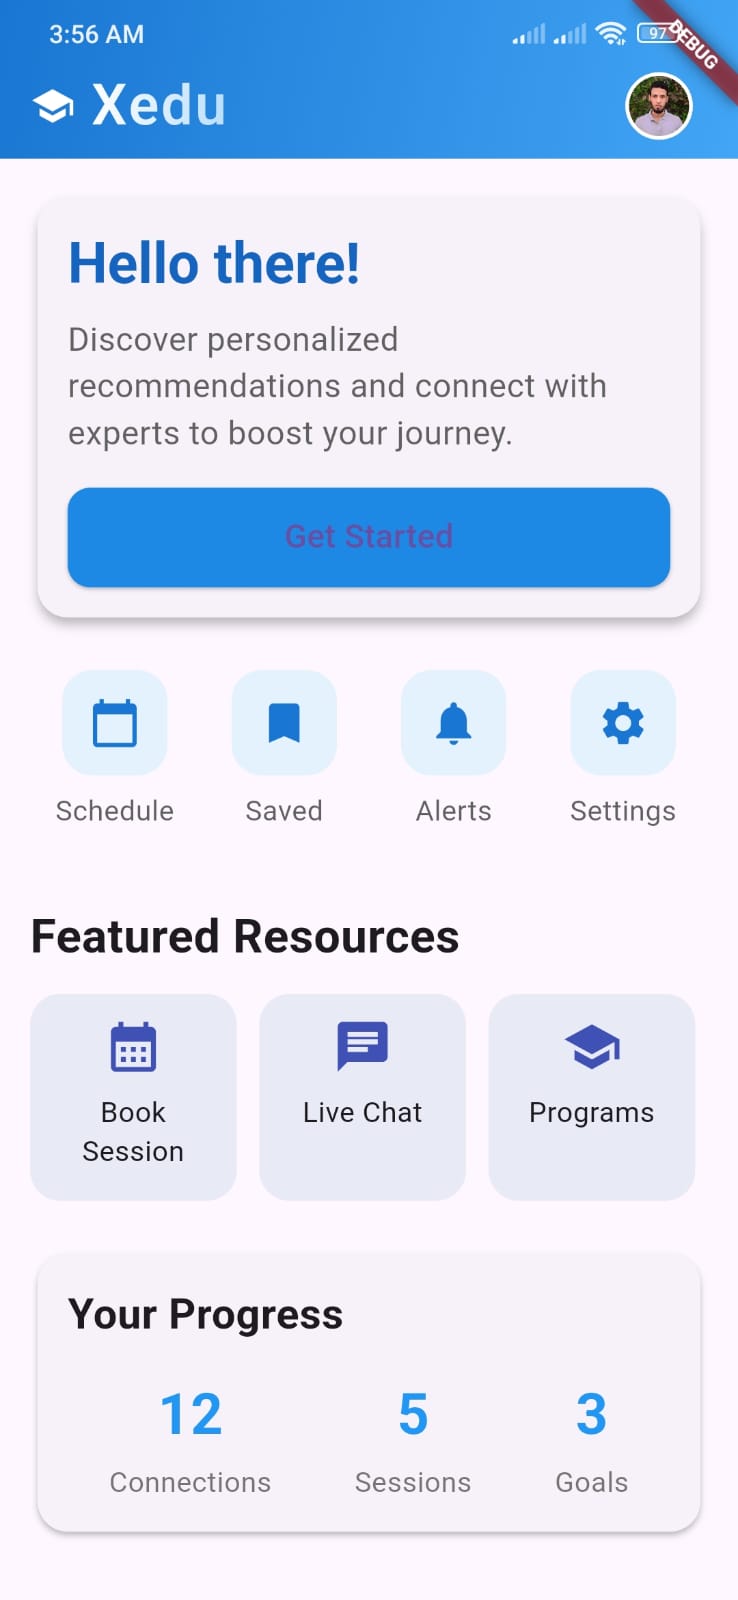 3:56 AM
97
DEBUG
Xedu
Hello there!
Discover personalized
recommendations and connect with
experts to boost your journey.
Get Started
Schedule Saved Alerts Settings
Featured Resources
Book Live Chat Programs
Session
Your Progress
12 5 3
Connections Sessions Goals